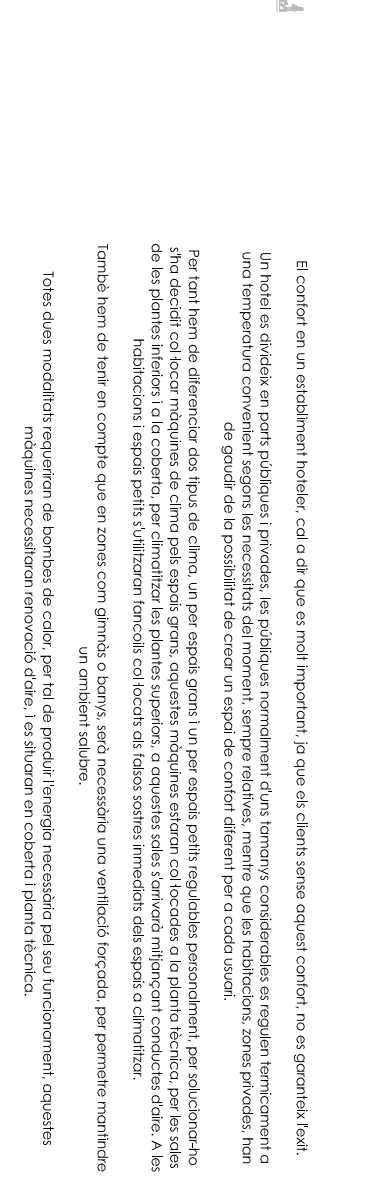 El confort en un establiment hoteler, cal a dir que es molt important, ja que els clients sense aquest confort, no es garanteix l'exit.
Un hotel es divideix en parts públiques i privades, les públiques normalment d'uns tamanys considerables es regulen termicament a
una temperatura convenient segons les necessitats del moment, sempre relatives, mentre que les habitacions, zones privades, han
de gaudir de la possibilitat de crear un espai de confort diferent per a cada usuari.
Per tant hem de diferenciar dos tipus de clima, un per espais grans i un per espais petits regulables personalment, per solucionar-ho
s'ha decidit col·locar màquines de clima pels espais grans, aquestes màquines estaran col·locades a la planta tècnica, per les sales
de les plantes inferiors i a la coberta, per climatitzar les plantes superiors, a aquestes sales s'arrivarà mitjançant conductes d'aire. A les
habitacions i espais petits s'utilitzaran fancoils col·locats als falsos sostres inmediats dels espais a climatitzar.
Tambè hem de tenir en compte que en zones com gimnàs o banys, serà necessària una ventilació forçada, per permetre mantindre
un ambient salubre.
Totes dues modalitats requeriran de bombes de calor, per tal de produir l'energia necessària pel seu funcionament, aquestes
màquines necessitaran renovació d'aire, i es situaran en coberta i planta tècnica.